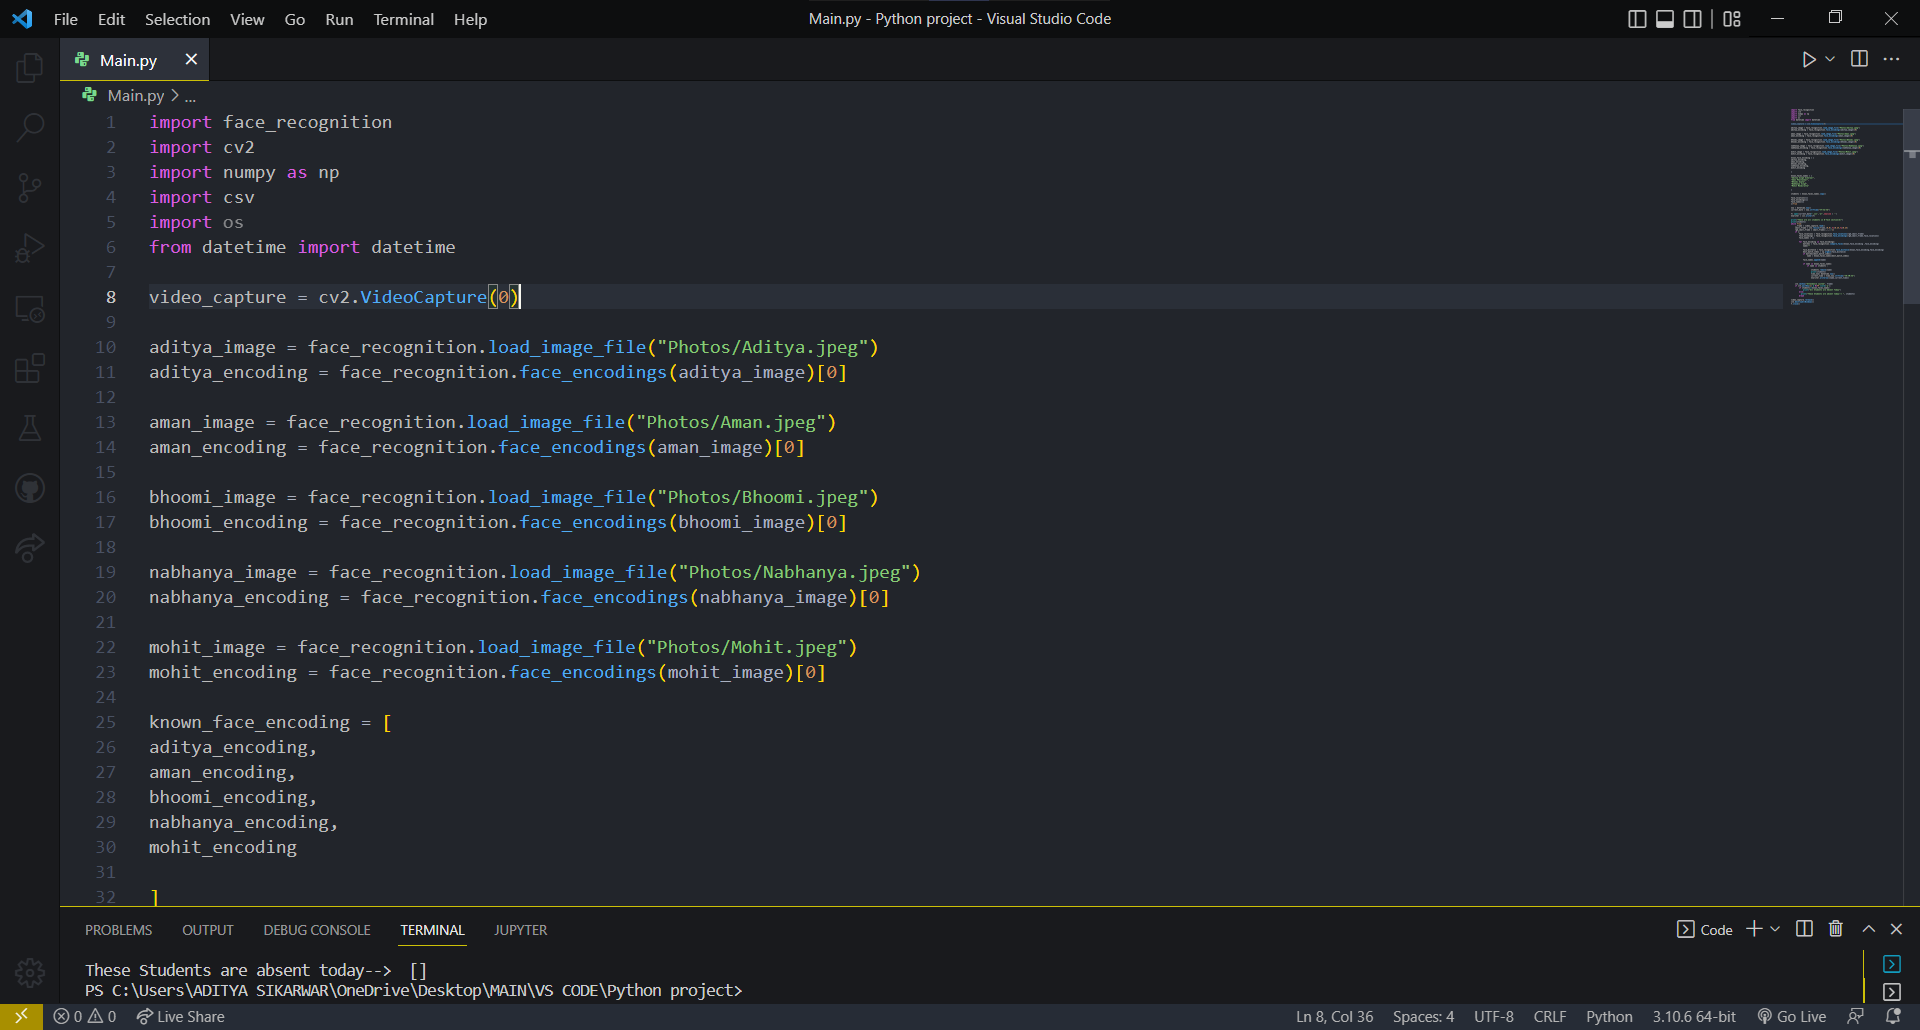 File Edit Selection View Go Run Terminal Help
Main.py - Python project - Visual Studio Code
Main.py
Main.py > ...
1 import face_recognition
2 import cv2
3 import numpy as np
4 import csv
5 import os
6 from datetime import datetime
7
8 video_capture = cv2.VideoCapture(0)
9
10 aditya_image = face_recognition.load_image_file("Photos/Aditya.jpeg")
11 aditya_encoding = face_recognition.face_encodings(aditya_image)[0]
12
13 aman_image = face_recognition.load_image_file("Photos/Aman.jpeg")
14 aman_encoding = face_recognition.face_encodings(aman_image)[0]
15
16 bhoomi_image = face_recognition.load_image_file("Photos/Bhoomi.jpeg")
17 bhoomi_encoding = face_recognition.face_encodings(bhoomi_image)[0]
18
19 nabhanya_image = face_recognition.load_image_file("Photos/Nabhanya.jpeg")
20 nabhanya_encoding = face_recognition.face_encodings(nabhanya_image)[0]
21
22 mohit_image = face_recognition.load_image_file("Photos/Mohit.jpeg")
23 mohit_encoding = face_recognition.face_encodings(mohit_image)[0]
24
25 known_face_encoding = [
26 aditya_encoding,
27 aman_encoding,
28 bhoomi_encoding,
29 nabhanya_encoding,
30 mohit_encoding
31
32 ]
PROBLEMS OUTPUT DEBUG CONSOLE TERMINAL JUPYTER
Code
These Students are absent today--> []
PS C:\Users\ADITYA SIKARWAR\OneDrive\Desktop\MAIN\VS CODE\Python project>
0 0 Live Share
Ln 8, Col 36 Spaces: 4 UTF-8 CRLF Python 3.10.6 64-bit Go Live